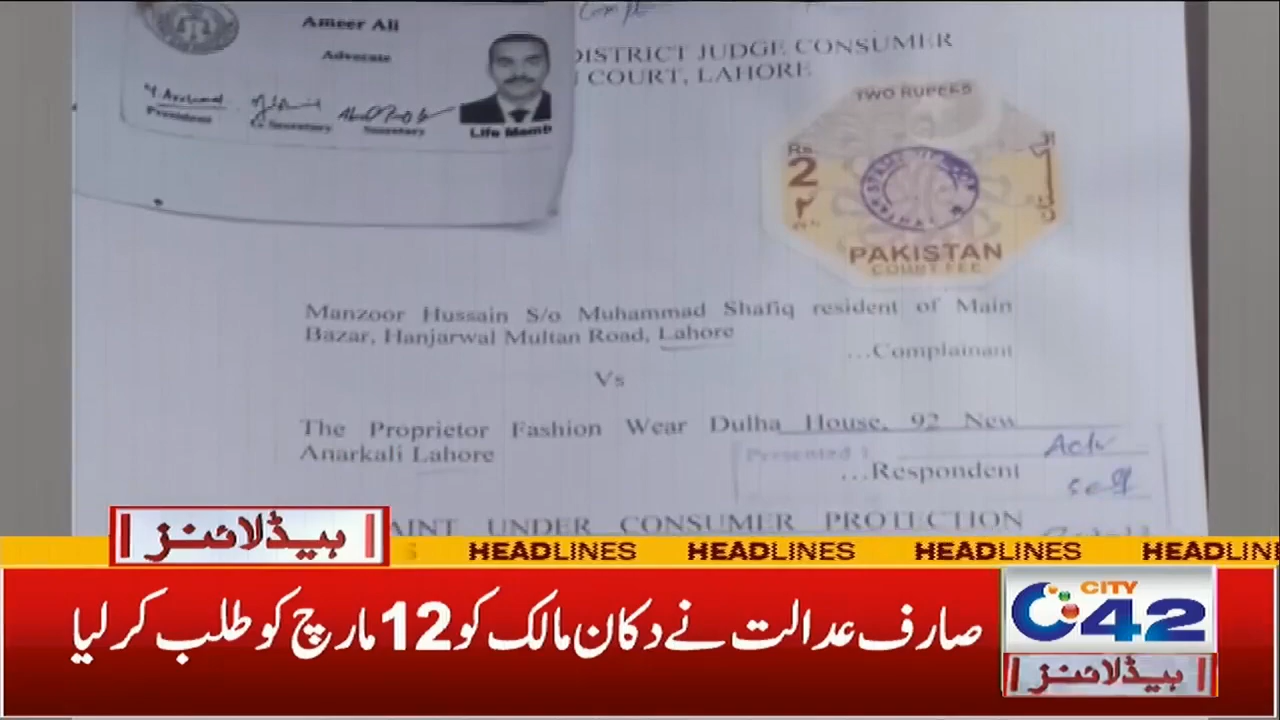 Ameer Ali
Advocate
President
Secretary
Life Memb
DISTRICT JUDGE CONSUMER
COURT, LAHORE
TWO RUPEES
Rs
2
٢
PAKISTAN
COURT FEE
Manzoor Hussain S/o Muhammad Shafiq resident of Main
Bazar, Hanjarwal Multan Road, Lahore
...Complainant
Vs
The Proprietor Fashion Wear Dulha House, 92 New
Anarkali Lahore
Presented
...Respondent
AINT UNDER CONSUMER PROTECTION
ہیڈلائنز
HEADLINES HEADLINES HEADLINES HEADLIN
صارف عدالت نے دکان مالک کو 12 مارچ کو طلب کر لیا
CITY
42
ہیڈلائنز